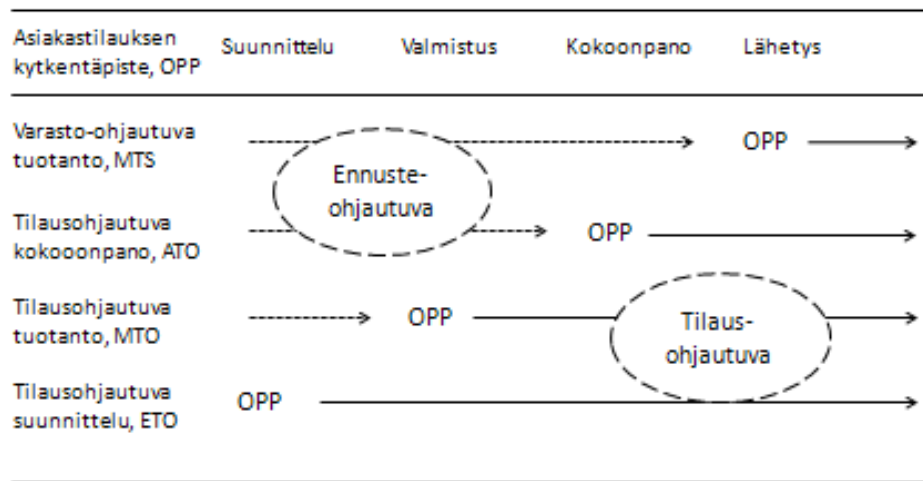 Asiakastilauksen
kytkentäpiste, OPP
Suunnittelu
Valmistus
Kokoonpano
Lähetys
Varasto-ohjautuva
tuotanto, MTS
OPP
Ennuste-
ohjautuva
Tilausohjautuva
kokooonpano, ATO
OPP
Tilausohjautuva
tuotanto, MTO
OPP
Tilaus-
ohjautuva
Tilausohjautuva
suunnittelu, ETO
OPP